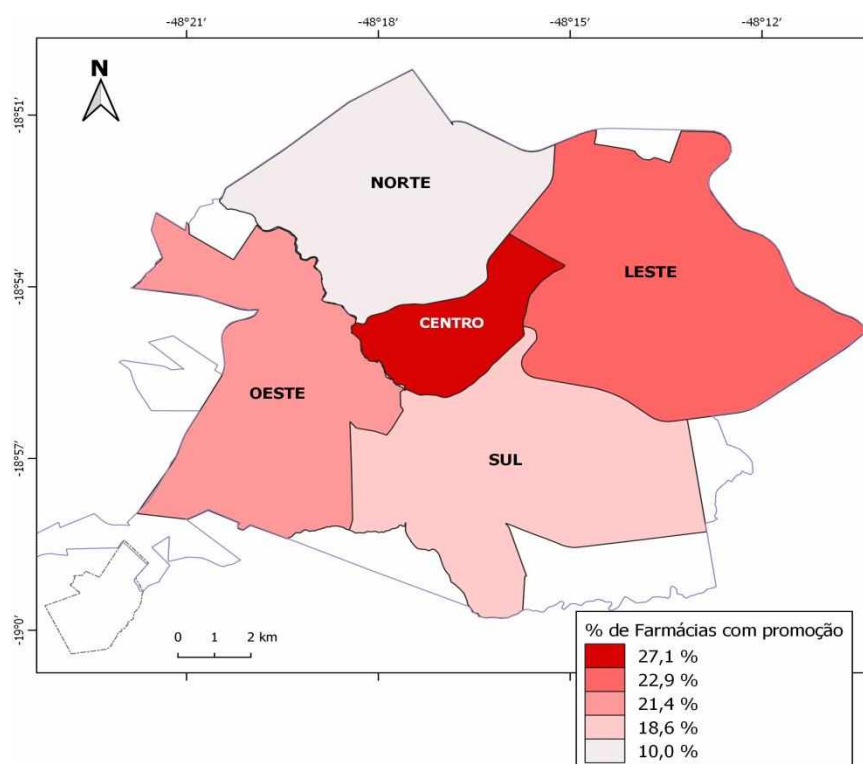 -48°21'
-48°18'
-48°15'
-48°12'
N
-18°51'
NORTE
-18°54'
LESTE
CENTRO
OESTE
-18°57'
SUL
-19°0'
0 1 2 km
% de Farmácias com promoção
27,1 %
22,9 %
21,4 %
18,6 %
10,0 %